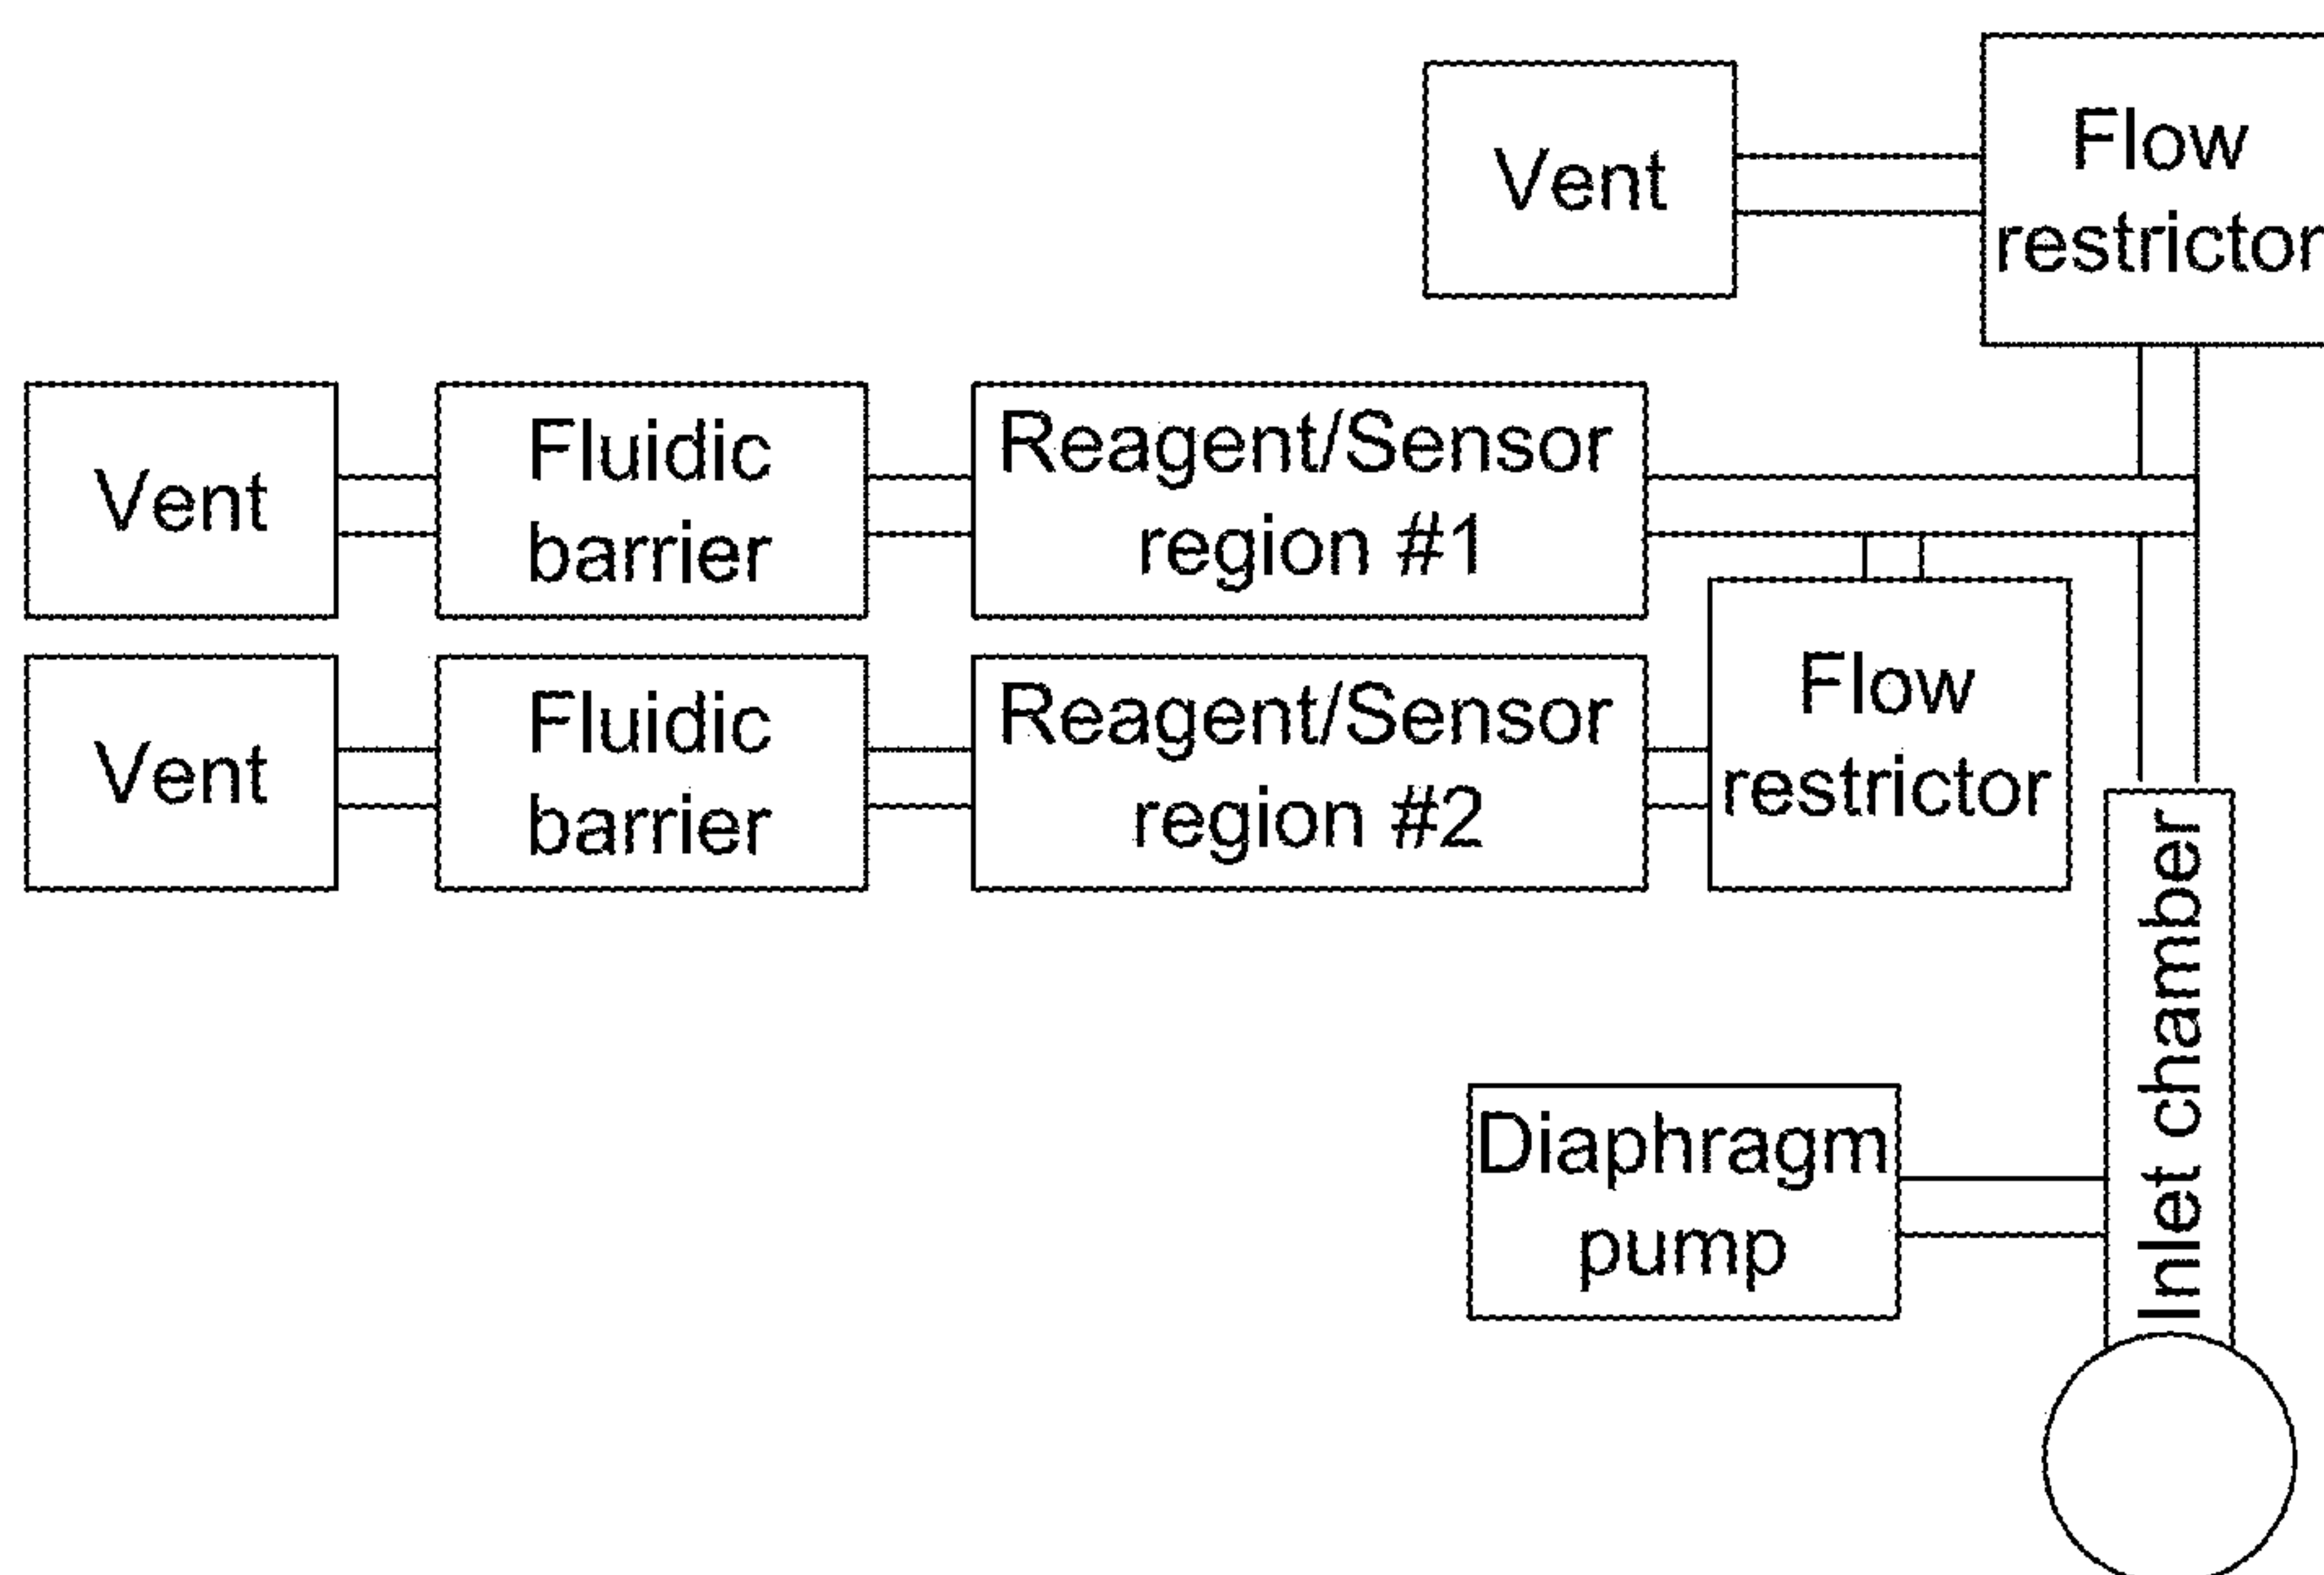 Vent
Flow
restrictor
Vent
Fluidic
barrier
Reagent/Sensor
region #1
Vent
Fluidic
barrier
Reagent/Sensor
region #2
Flow
restrictor
Inlet chamber
Diaphragm
pump